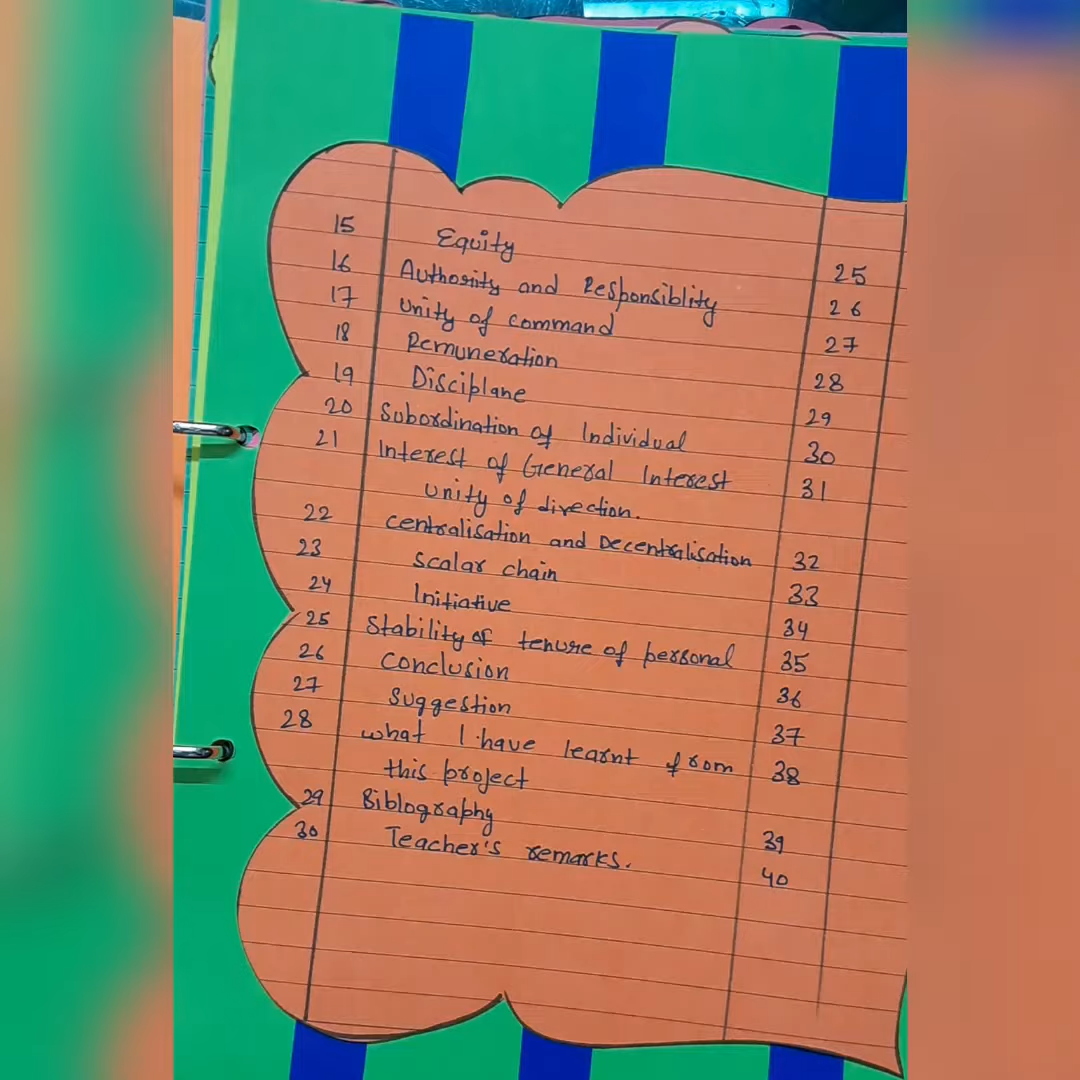 15 Equity 25
16 Authority and Responsiblity 26
17 Unity of command 27
18 Remuneration 28
19 Disciplane 29
20 Subordination of Individual 30
21 Interest of General Interest 31
Unity of direction.
22 centralisation and Decentralisation 32
23 Scalar chain 33
24 Initiative 34
25 Stability of tenure of personal 35
26 Conclusion 36
27 Suggestion 37
28 what I have learnt from 38
this project
29 Biblography 39
30 Teacher's remarks. 40